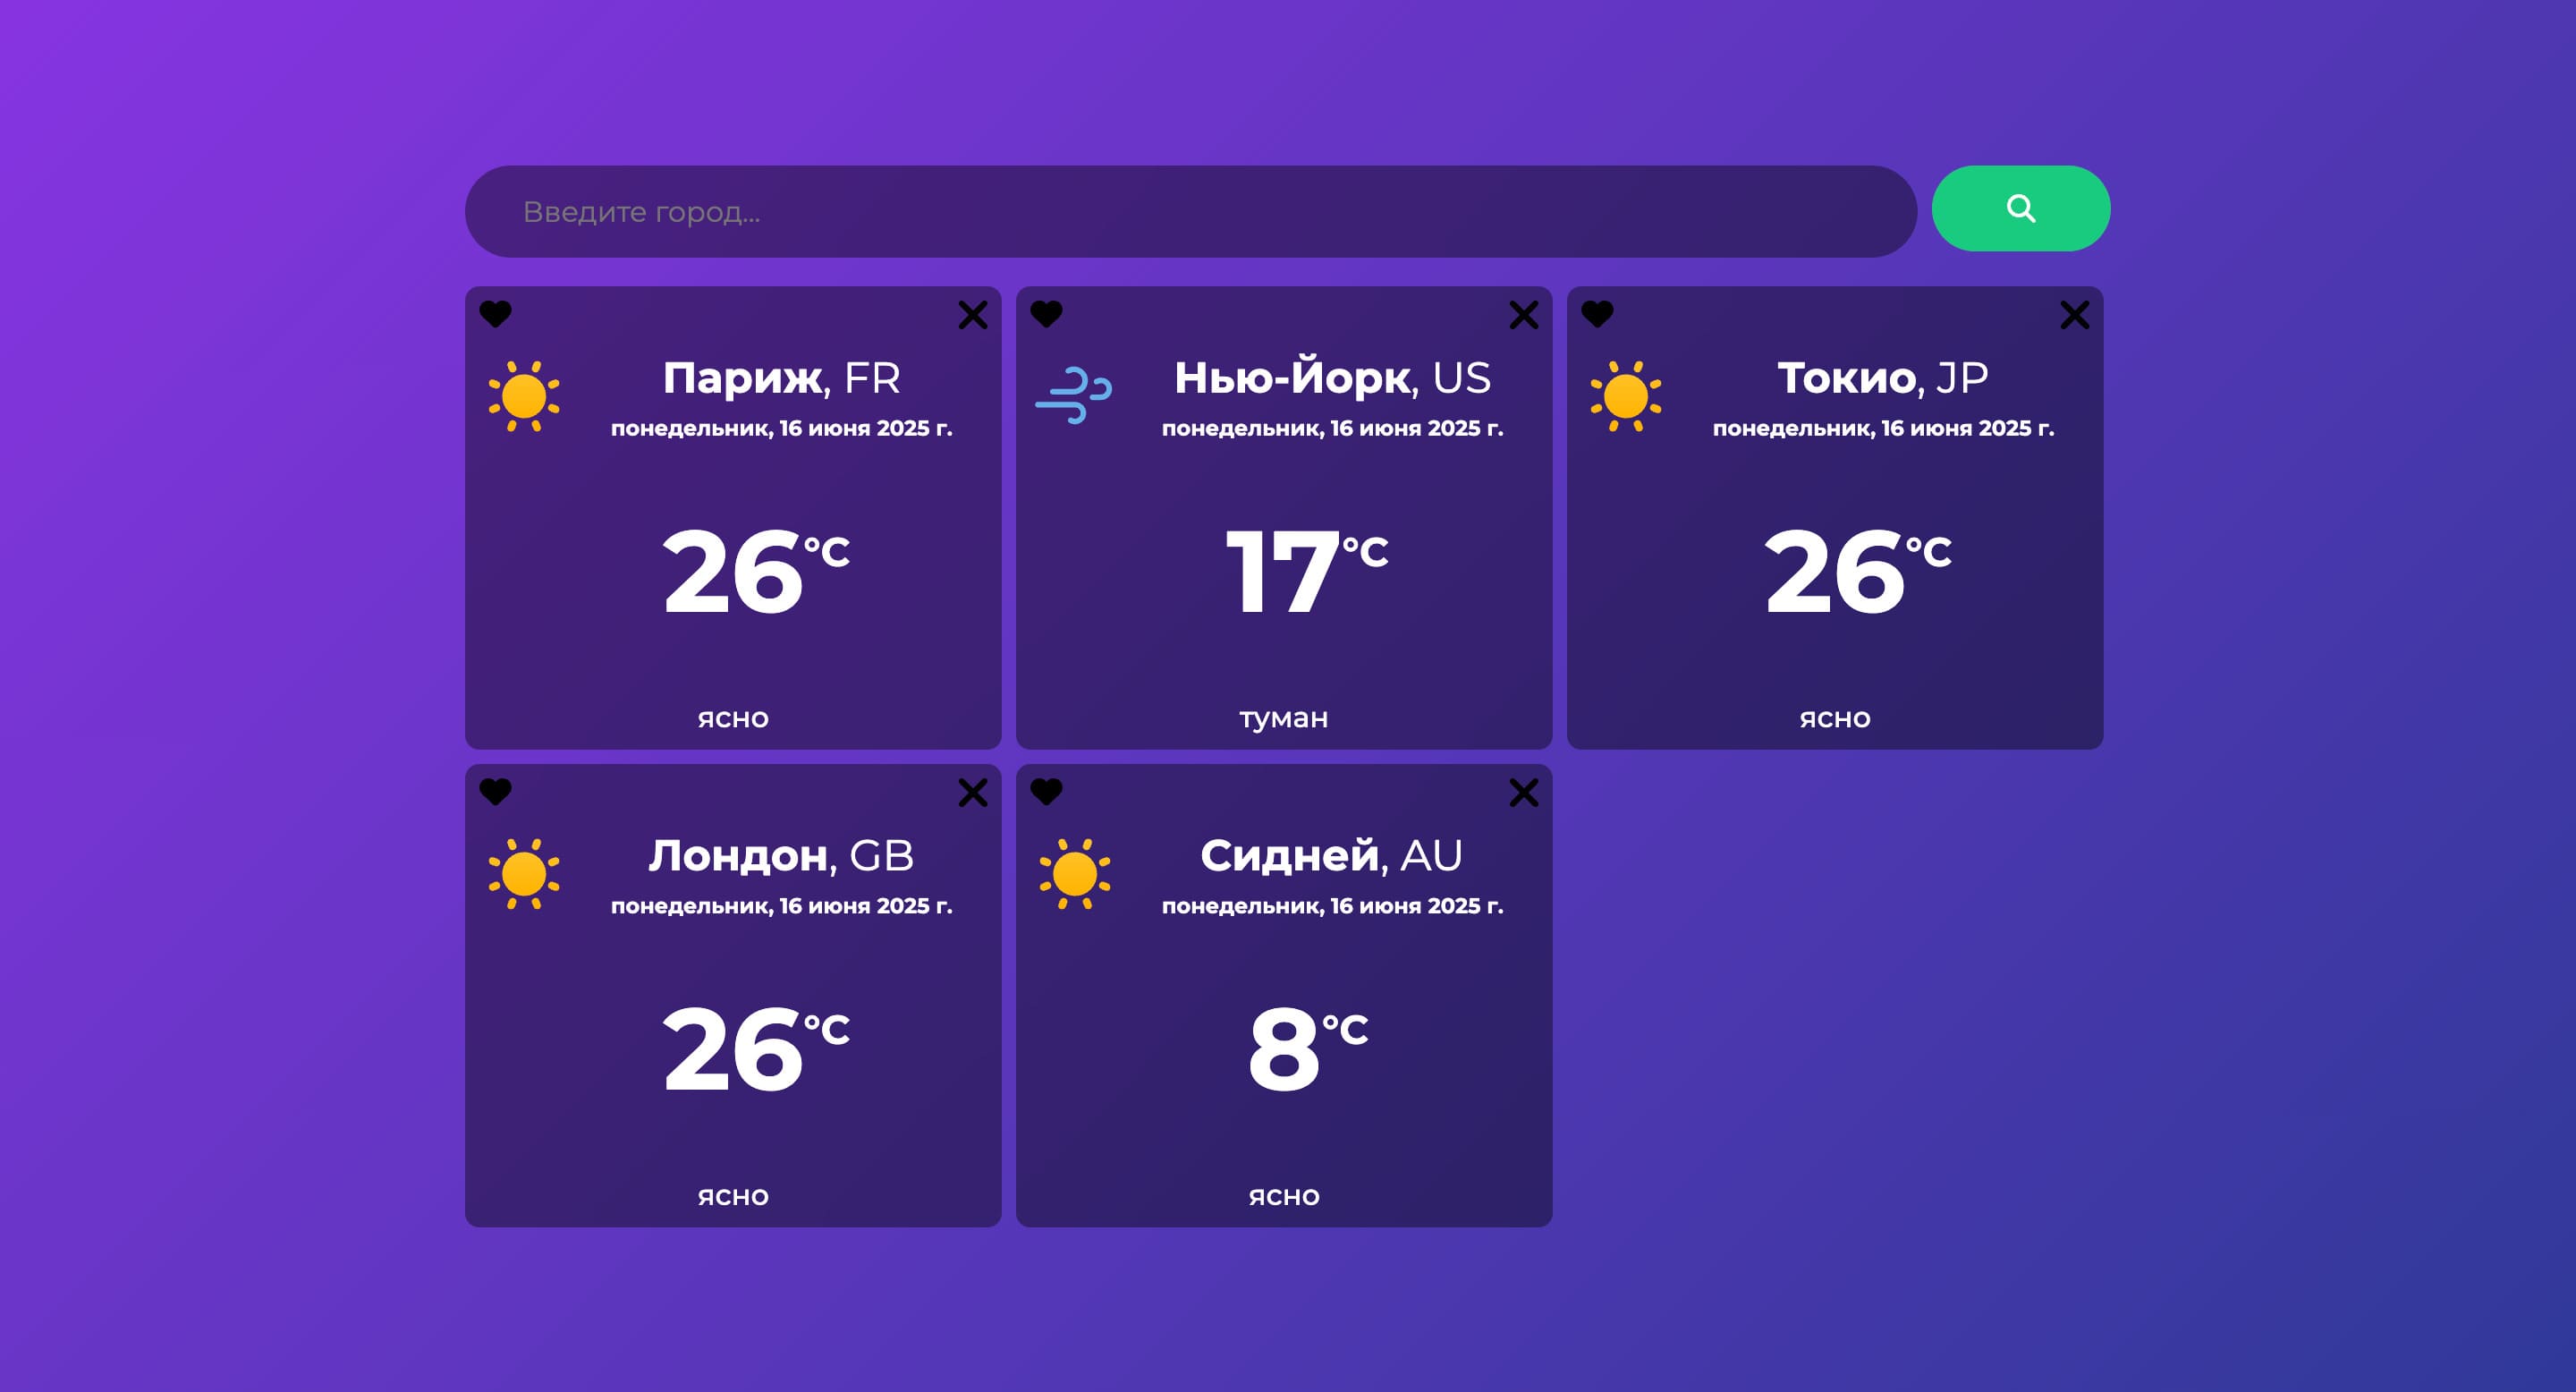 Введите город...
Париж, FR
понедельник, 16 июня 2025 г.
26°C
ясно
Нью-Йорк, US
понедельник, 16 июня 2025 г.
17°C
туман
Токио, JP
понедельник, 16 июня 2025 г.
26°C
ясно
Лондон, GB
понедельник, 16 июня 2025 г.
26°C
ясно
Сидней, AU
понедельник, 16 июня 2025 г.
8°C
ясно